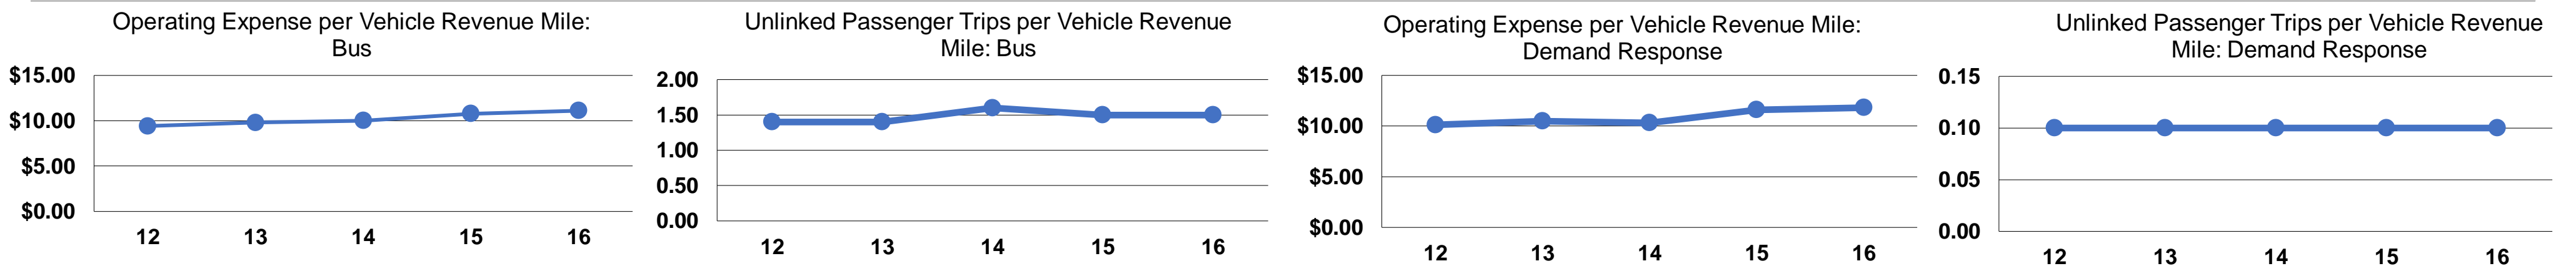 Operating Expense per Vehicle Revenue Mile:
Bus
$15.00
$10.00
$5.00
$0.00
12 13 14 15 16
Unlinked Passenger Trips per Vehicle Revenue
Mile: Bus
2.00
1.50
1.00
0.50
0.00
12 13 14 15 16
Operating Expense per Vehicle Revenue Mile:
Demand Response
$15.00
$10.00
$5.00
$0.00
12 13 14 15 16
Unlinked Passenger Trips per Vehicle Revenue
Mile: Demand Response
0.15
0.10
0.05
0.00
12 13 14 15 16